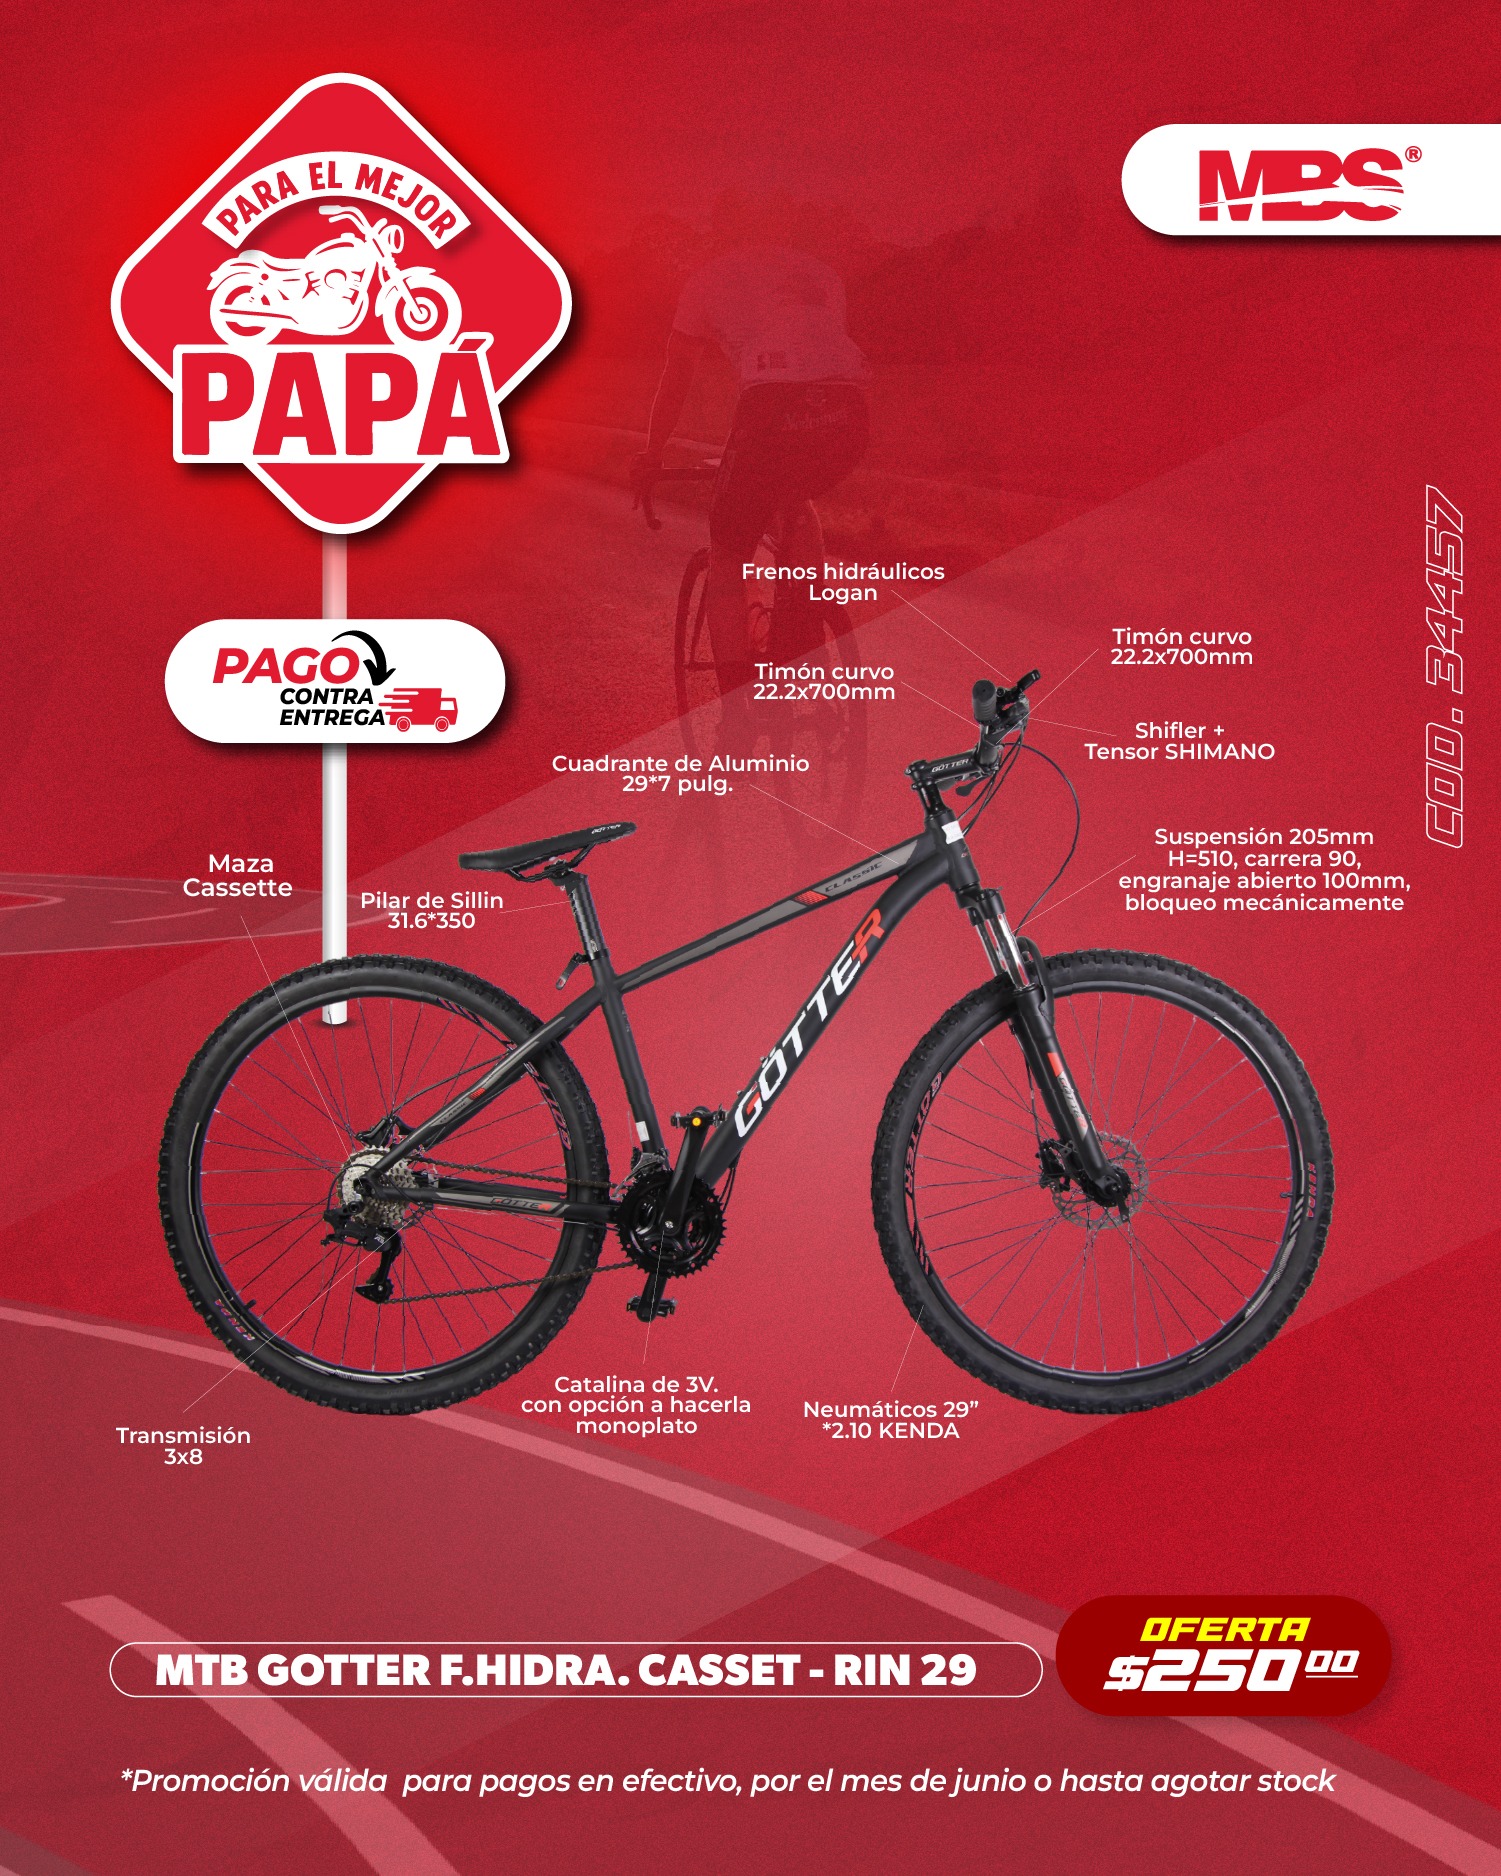 PARA EL MEJOR
PAPÁ
MBS®
PAGO
CONTRA
ENTREGA
COD. 34457
Frenos hidráulicos
Logan
Timón curvo
22.2x700mm
Timón curvo
22.2x700mm
Shifler +
Tensor SHIMANO
Cuadrante de Aluminio
29*7 pulg.
Suspensión 205mm
H=510, carrera 90,
engranaje abierto 100mm,
bloqueo mecánicamente
Maza
Cassette
Pilar de Sillin
31.6*350
GÖTTER
CLASSIC
GÖTTER
Catalina de 3V.
con opción a hacerla
monoplato
Neumáticos 29”
*2.10 KENDA
Transmisión
3x8
MTB GOTTER F.HIDRA. CASSET - RIN 29
OFERTA
$25000
*Promoción válida para pagos en efectivo, por el mes de junio o hasta agotar stock